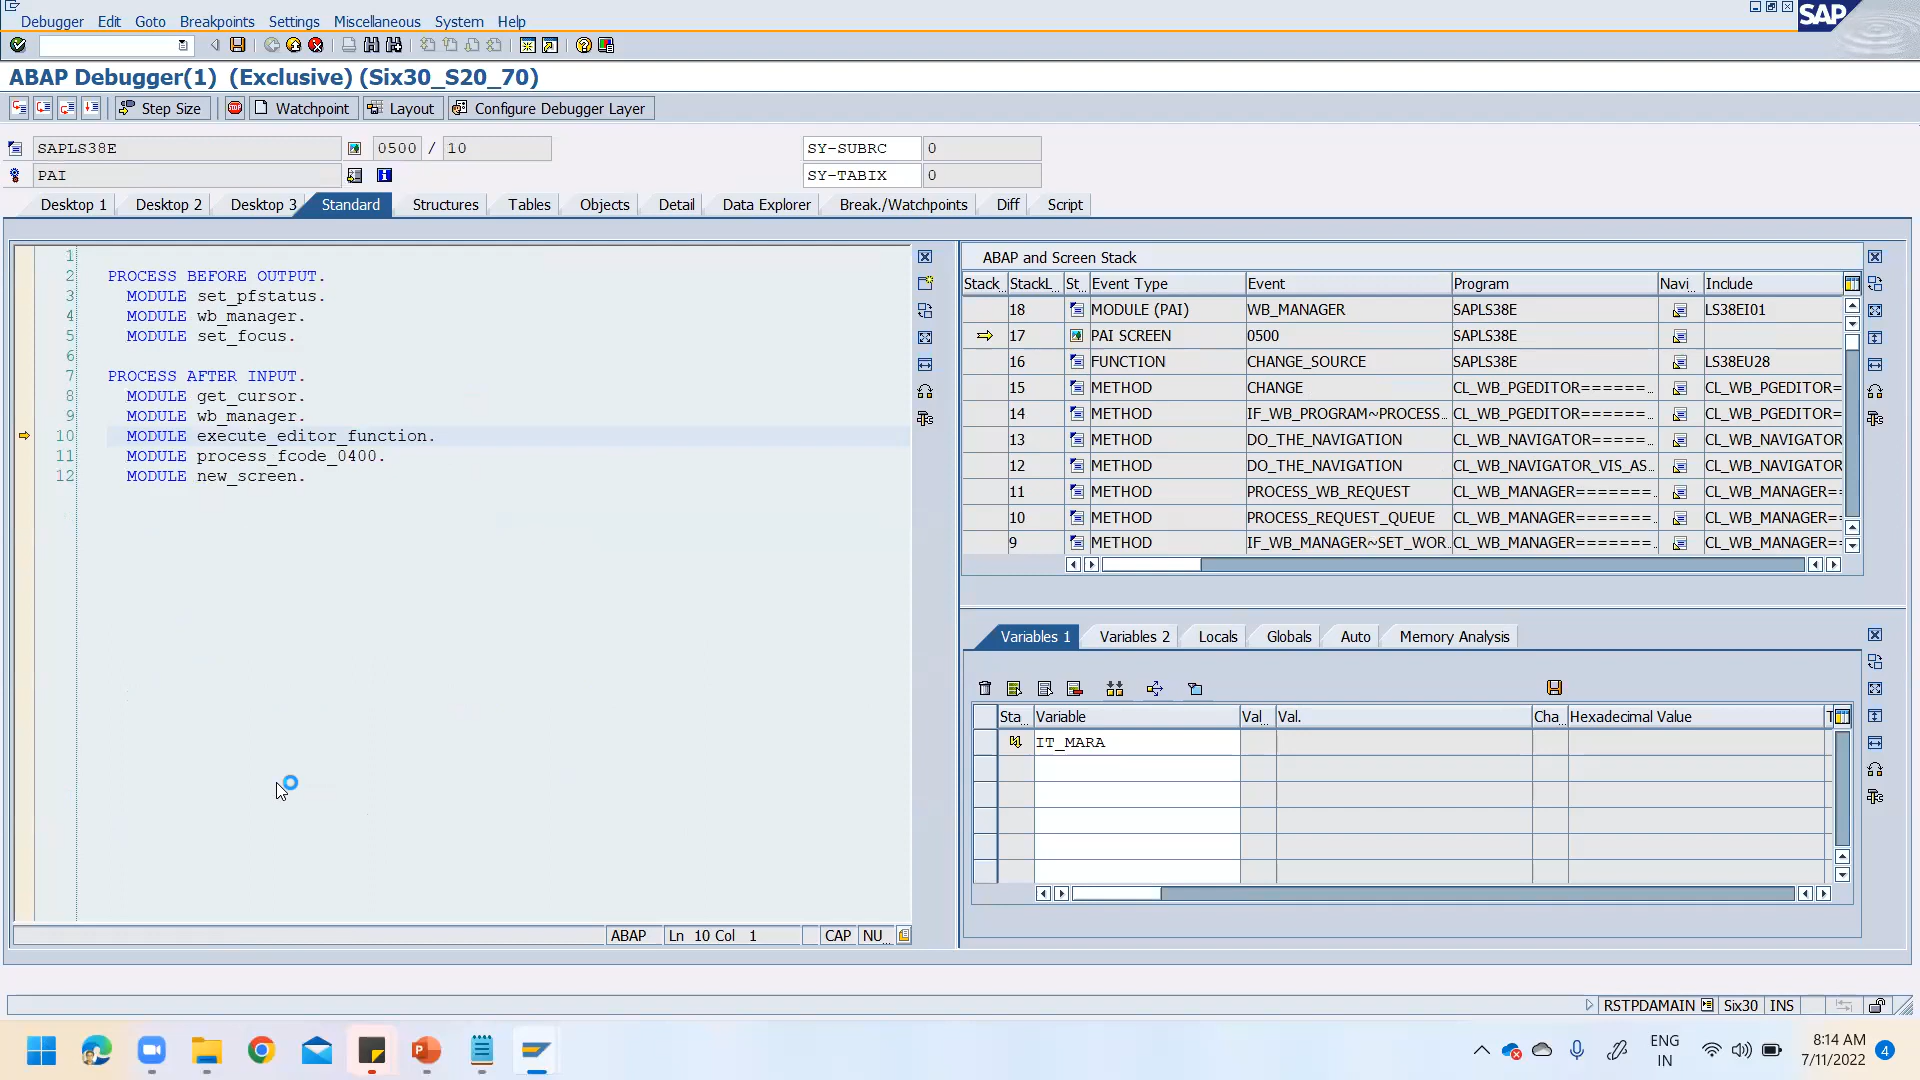 Debugger Edit Goto Breakpoints Settings Miscellaneous System Help
SAP
ABAP Debugger(1) (Exclusive) (Six30_S20_70)
Step Size STOP Watchpoint Layout Configure Debugger Layer
SAPLS38E 0500 / 10 SY-SUBRC 0
PAI SY-TABIX 0
Desktop 1 Desktop 2 Desktop 3 Standard Structures Tables Objects Detail Data Explorer Break./Watchpoints Diff Script
1
2 PROCESS BEFORE OUTPUT.
3 MODULE set_pfstatus.
4 MODULE wb_manager.
5 MODULE set_focus.
6
7 PROCESS AFTER INPUT.
8 MODULE get_cursor.
9 MODULE wb_manager.
10 MODULE execute_editor_function.
11 MODULE process_fcode_0400.
12 MODULE new_screen.
ABAP Ln 10 Col 1 CAP NU...
ABAP and Screen Stack
Stack... StackL... St... Event Type Event Program Navi... Include
18 MODULE (PAI) WB_MANAGER SAPLS38E LS38EI01
17 PAI SCREEN 0500 SAPLS38E
16 FUNCTION CHANGE_SOURCE SAPLS38E LS38EU28
15 METHOD CHANGE CL_WB_PGEDITOR======... CL_WB_PGEDITOR=
14 METHOD IF_WB_PROGRAM~PROCESS... CL_WB_PGEDITOR======... CL_WB_PGEDITOR=
13 METHOD DO_THE_NAVIGATION CL_WB_NAVIGATOR=====... CL_WB_NAVIGATOR
12 METHOD DO_THE_NAVIGATION CL_WB_NAVIGATOR_VIS_AS... CL_WB_NAVIGATOR
11 METHOD PROCESS_WB_REQUEST CL_WB_MANAGER=======... CL_WB_MANAGER==
10 METHOD PROCESS_REQUEST_QUEUE CL_WB_MANAGER=======... CL_WB_MANAGER==
9 METHOD IF_WB_MANAGER~SET_WOR... CL_WB_MANAGER=======... CL_WB_MANAGER==
Variables 1 Variables 2 Locals Globals Auto Memory Analysis
Sta... Variable Val... Val. Cha... Hexadecimal Value T
IT_MARA
RSTPDAMAIN Six30 INS
ENG
IN
8:14 AM
7/11/2022
4